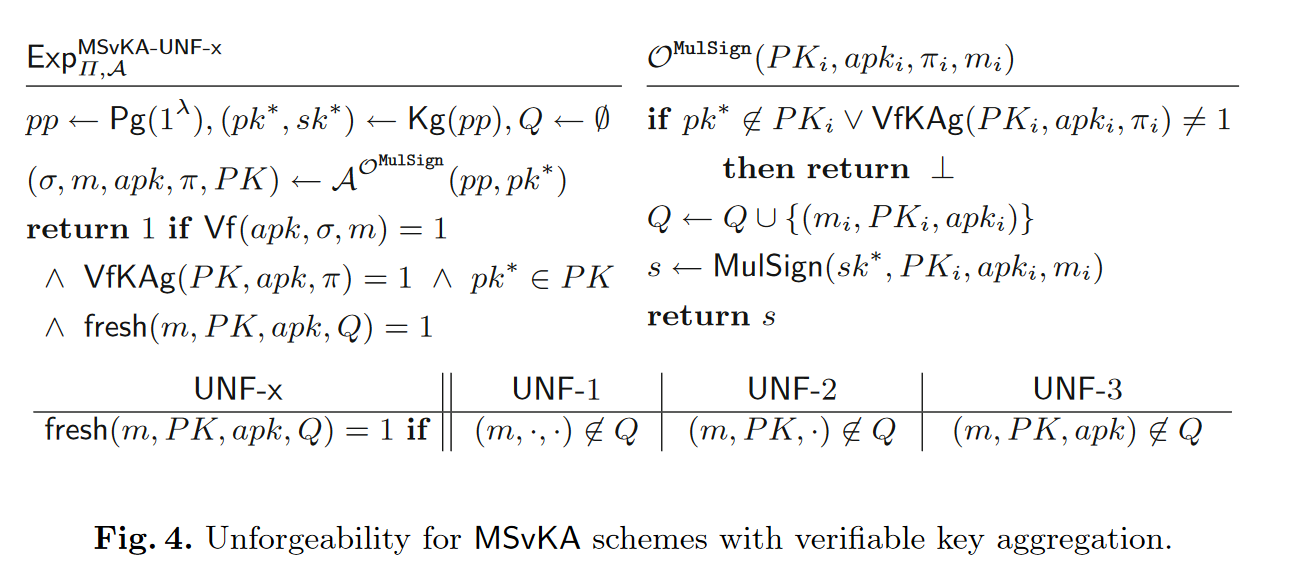 Exp^{MSvKA-UNF-x}_{Π,𝒜}
pp ← Pg(1^λ), (pk*, sk*) ← Kg(pp), Q ← ∅
(σ, m, apk, π, PK) ← 𝒜^{𝒪^{MulSign}}(pp, pk*)
return 1 if Vf(apk, σ, m) = 1
∧ VfKAg(PK, apk, π) = 1 ∧ pk* ∈ PK
∧ fresh(m, PK, apk, Q) = 1
𝒪^{MulSign}(PK_i, apk_i, π_i, m_i)
if pk* ∉ PK_i ∨ VfKAg(PK_i, apk_i, π_i) ≠ 1
then return ⊥
Q ← Q ∪ {(m_i, PK_i, apk_i)}
s ← MulSign(sk*, PK_i, apk_i, m_i)
return s
UNF-x UNF-1 UNF-2 UNF-3
fresh(m, PK, apk, Q) = 1 if (m, ·, ·) ∉ Q (m, PK, ·) ∉ Q (m, PK, apk) ∉ Q
Fig. 4. Unforgeability for MSvKA schemes with verifiable key aggregation.